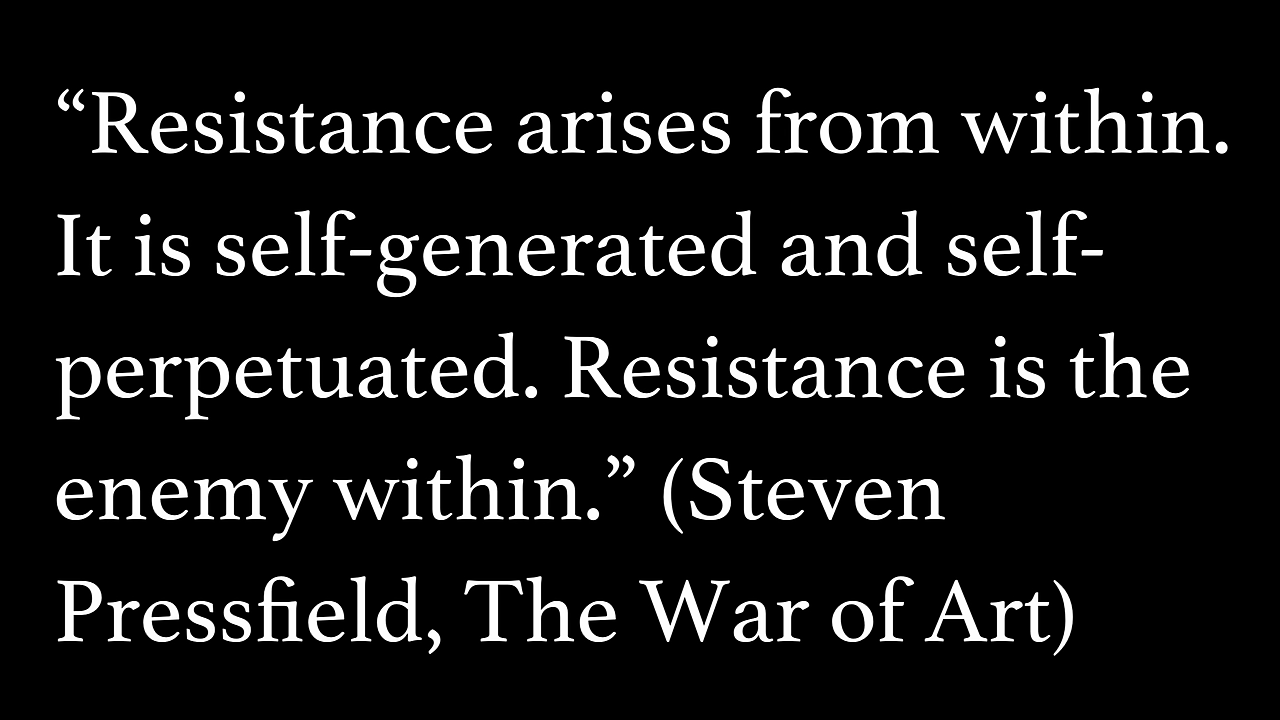 “Resistance arises from within.
It is self-generated and self-
perpetuated. Resistance is the
enemy within.” (Steven
Pressfield, The War of Art)